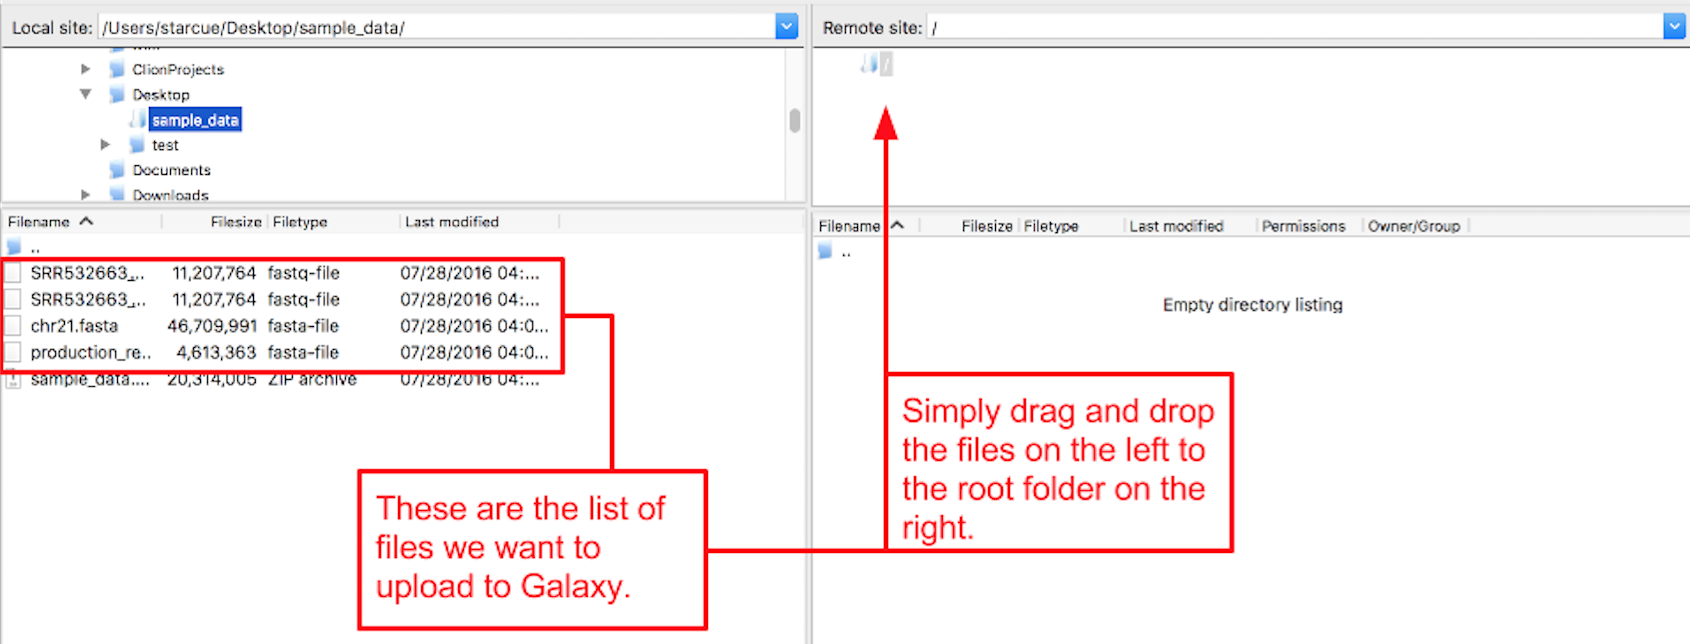 Local site: /Users/starcue/Desktop/sample_data/
ClionProjects
Desktop
sample_data
test
Documents
Downloads
Filename Filesize Filetype Last modified
..
SRR532663_.. 11,207,764 fastq-file 07/28/2016 04:...
SRR532663_.. 11,207,764 fastq-file 07/28/2016 04:...
chr21.fasta 46,709,991 fasta-file 07/28/2016 04:0...
production_re.. 4,613,363 fasta-file 07/28/2016 04:0...
sample_data.... 20,314,005 ZIP archive 07/28/2016 04:...
These are the list of
files we want to
upload to Galaxy.
Remote site: /
/
Filename Filesize Filetype Last modified Permissions Owner/Group
..
Empty directory listing
Simply drag and drop
the files on the left to
the root folder on the
right.